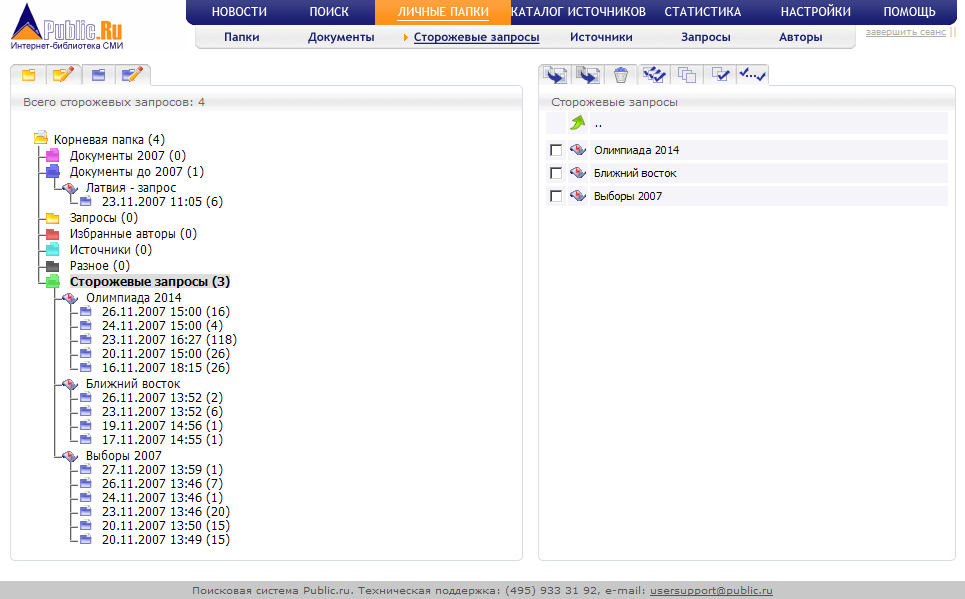 НОВОСТИ ПОИСК ЛИЧНЫЕ ПАПКИ КАТАЛОГ ИСТОЧНИКОВ СТАТИСТИКА НАСТРОЙКИ ПОМОЩЬ
Public.Ru
Интернет-библиотека СМИ
Папки Документы Сторожевые запросы Источники Запросы Авторы
завершить сеанс
Всего сторожевых запросов: 4
Корневая папка (4)
Документы 2007 (0)
Документы до 2007 (1)
Латвия - запрос
23.11.2007 11:05 (6)
Запросы (0)
Избранные авторы (0)
Источники (0)
Разное (0)
Сторожевые запросы (3)
Олимпиада 2014
26.11.2007 15:00 (16)
24.11.2007 15:00 (4)
23.11.2007 16:27 (118)
20.11.2007 15:00 (26)
16.11.2007 18:15 (26)
Ближний восток
26.11.2007 13:52 (2)
23.11.2007 13:52 (6)
19.11.2007 14:56 (1)
17.11.2007 14:55 (1)
Выборы 2007
27.11.2007 13:59 (1)
26.11.2007 13:46 (7)
24.11.2007 13:46 (1)
23.11.2007 13:46 (20)
20.11.2007 13:50 (15)
20.11.2007 13:49 (15)
Сторожевые запросы
..
Олимпиада 2014
Ближний восток
Выборы 2007
Поисковая система Public.ru. Техническая поддержка: (495) 933 31 92, e-mail: usersupport@public.ru